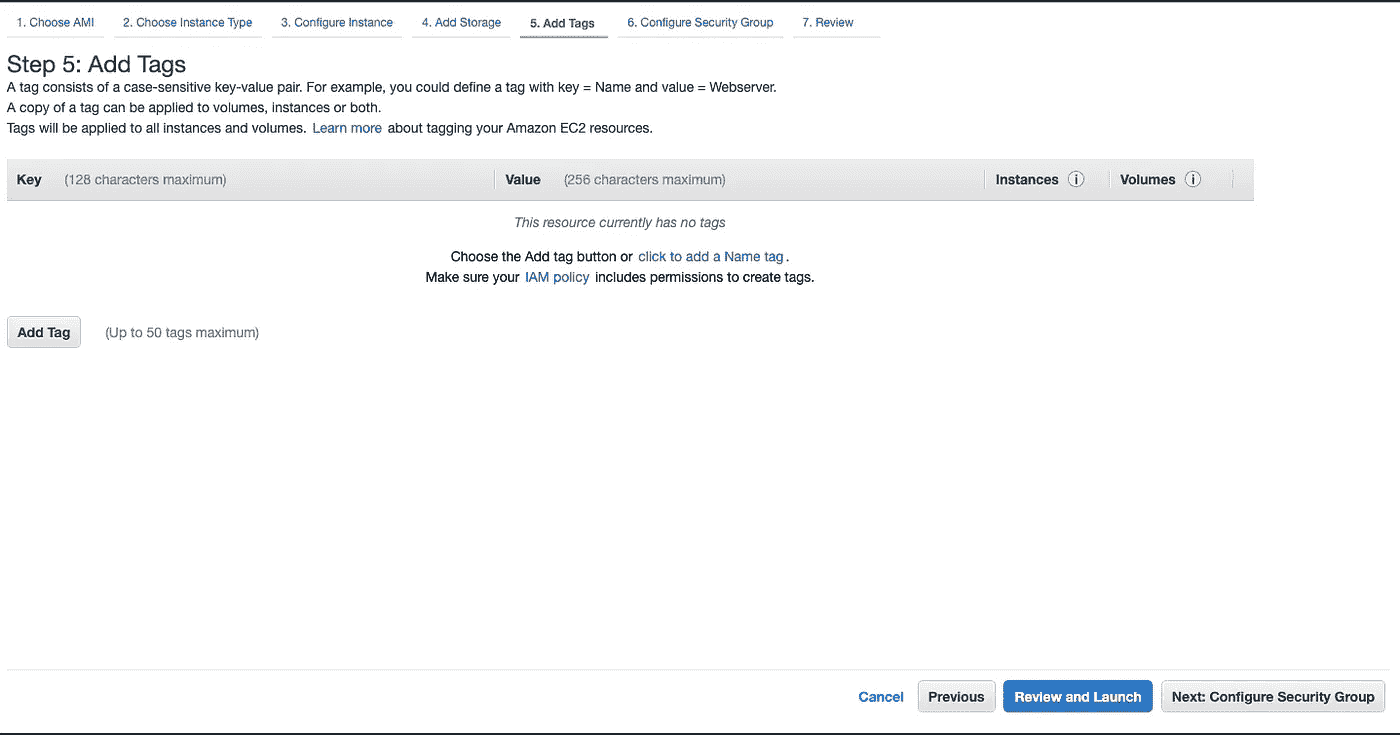 1. Choose AMI 2. Choose Instance Type 3. Configure Instance 4. Add Storage 5. Add Tags 6. Configure Security Group 7. Review
Step 5: Add Tags
A tag consists of a case-sensitive key-value pair. For example, you could define a tag with key = Name and value = Webserver.
A copy of a tag can be applied to volumes, instances or both.
Tags will be applied to all instances and volumes. Learn more about tagging your Amazon EC2 resources.
Key (128 characters maximum) Value (256 characters maximum) Instances i Volumes i
This resource currently has no tags
Choose the Add tag button or click to add a Name tag.
Make sure your IAM policy includes permissions to create tags.
Add Tag (Up to 50 tags maximum)
Cancel Previous Review and Launch Next: Configure Security Group